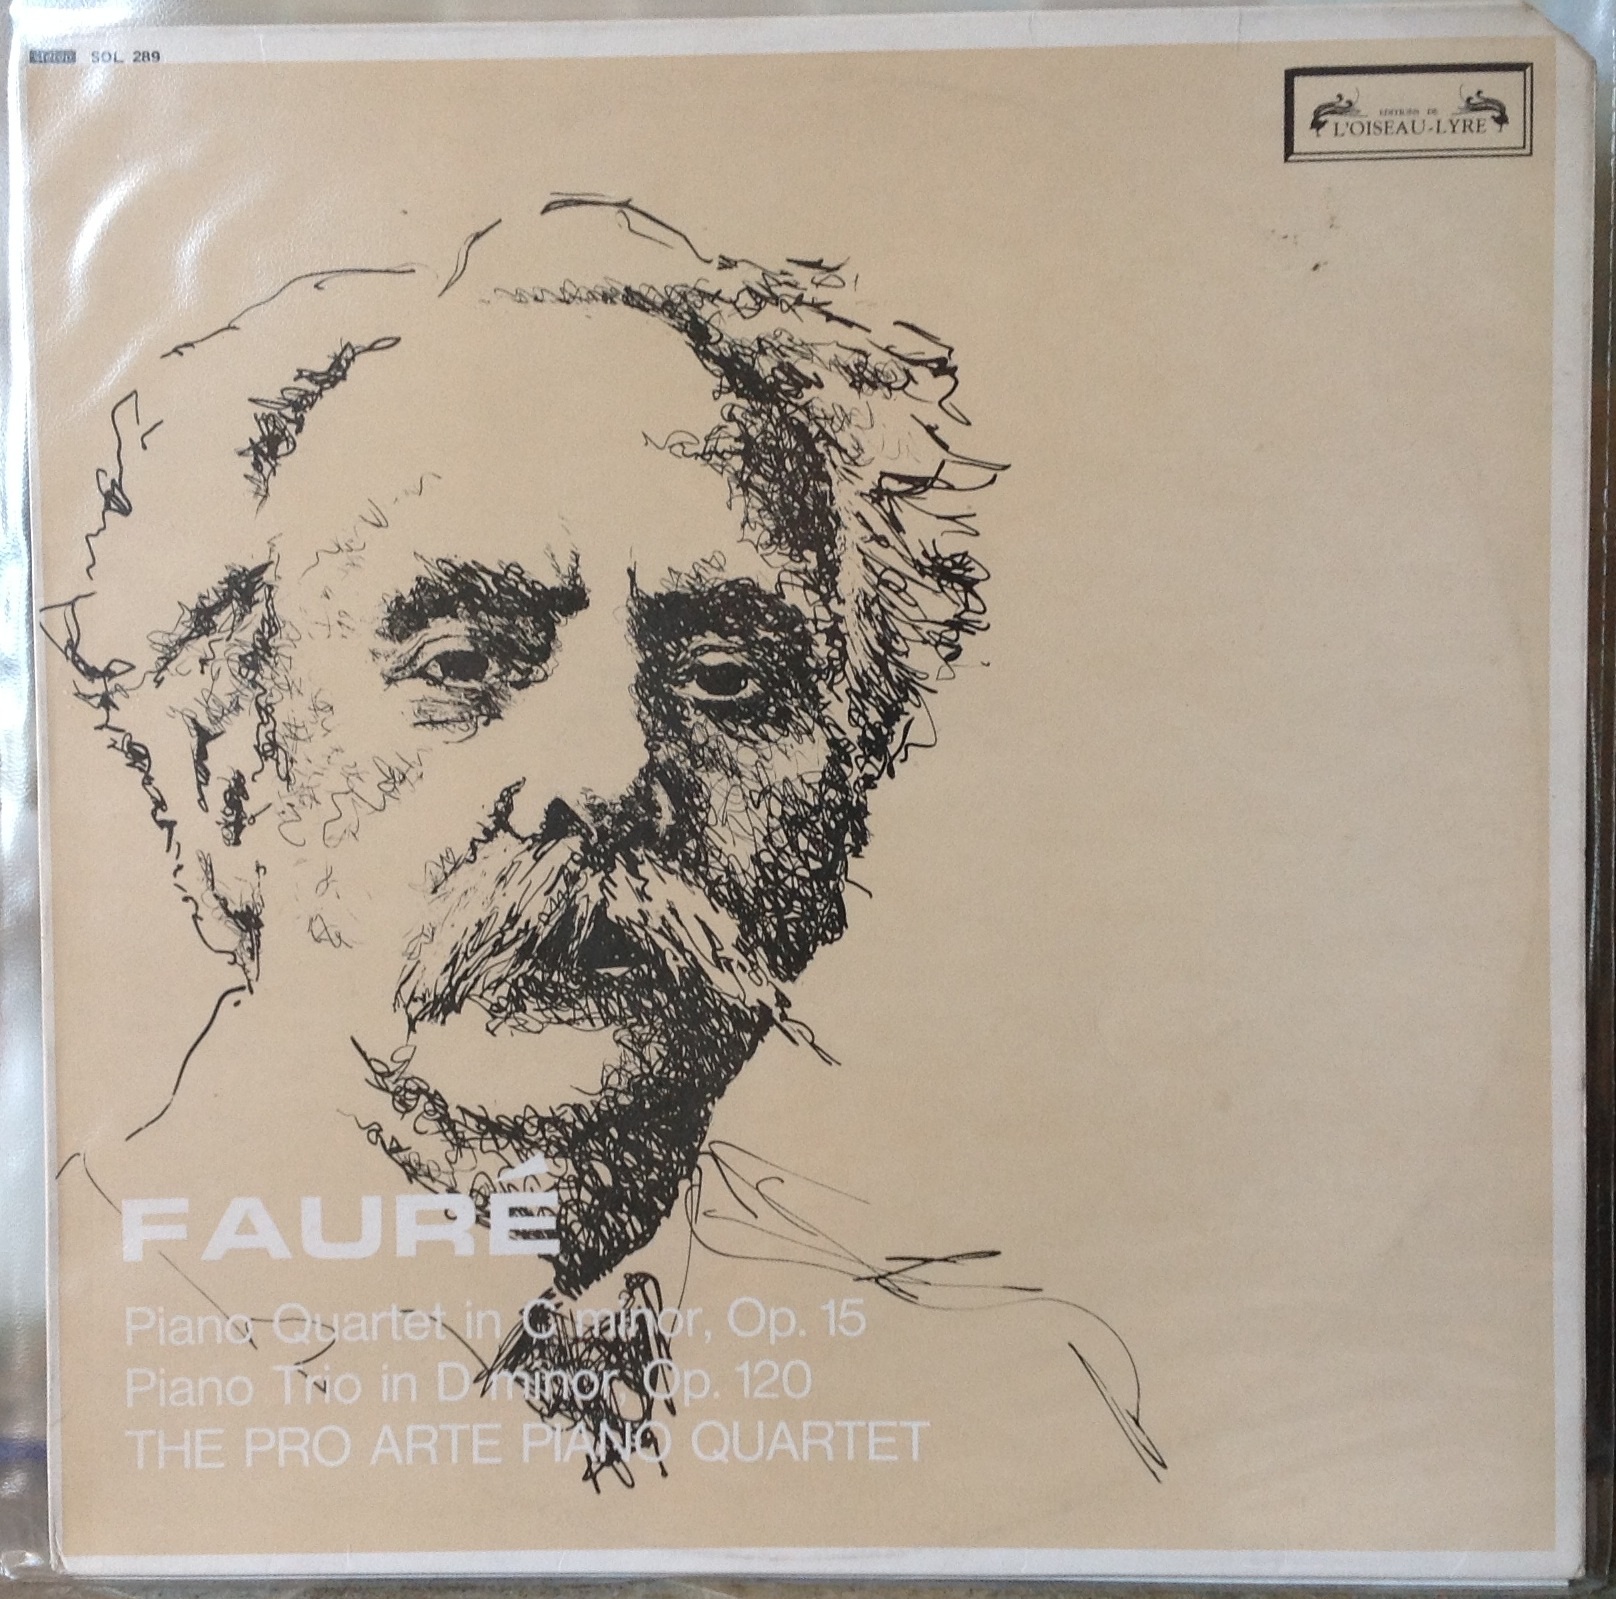 stereo SOL 289
EDITIONS DE
L'OISEAU-LYRE
FAURÉ
Piano Quartet in C minor, Op. 15
Piano Trio in D minor, Op. 120
THE PRO ARTE PIANO QUARTET